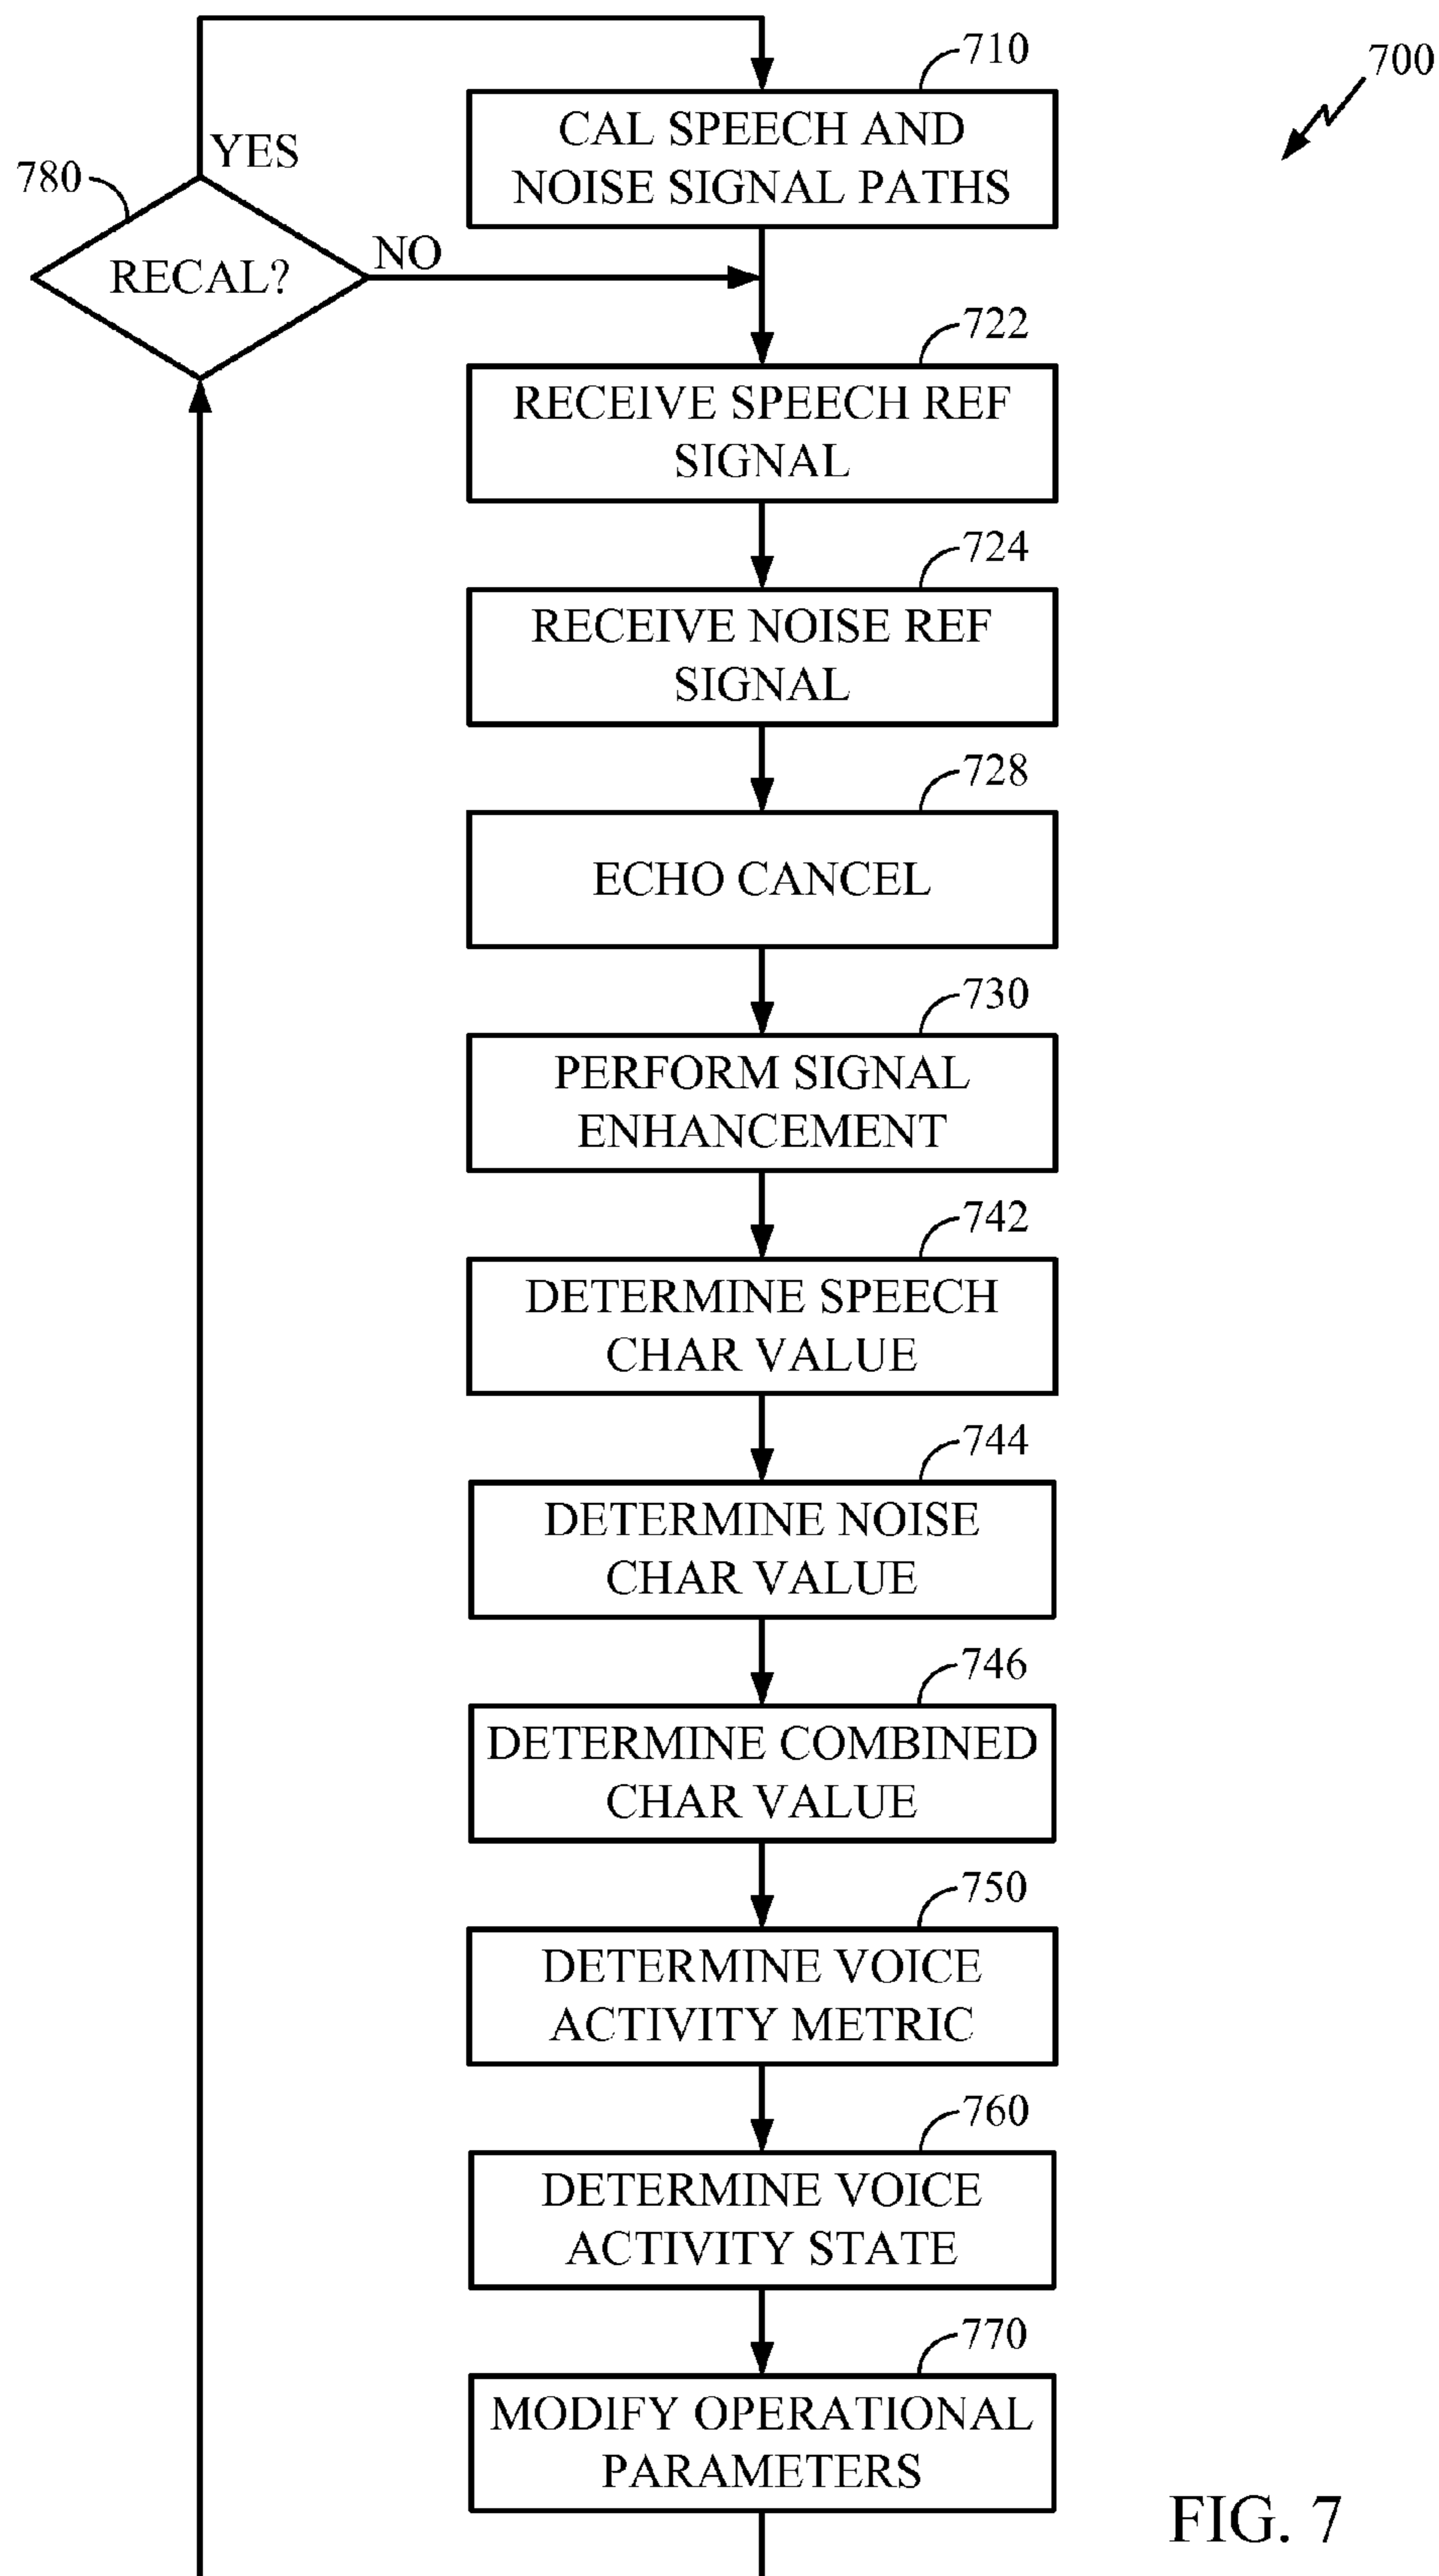 710
700
CAL SPEECH AND
NOISE SIGNAL PATHS
YES
780
RECAL?
NO
722
RECEIVE SPEECH REF
SIGNAL
724
RECEIVE NOISE REF
SIGNAL
728
ECHO CANCEL
730
PERFORM SIGNAL
ENHANCEMENT
742
DETERMINE SPEECH
CHAR VALUE
744
DETERMINE NOISE
CHAR VALUE
746
DETERMINE COMBINED
CHAR VALUE
750
DETERMINE VOICE
ACTIVITY METRIC
760
DETERMINE VOICE
ACTIVITY STATE
770
MODIFY OPERATIONAL
PARAMETERS
FIG. 7